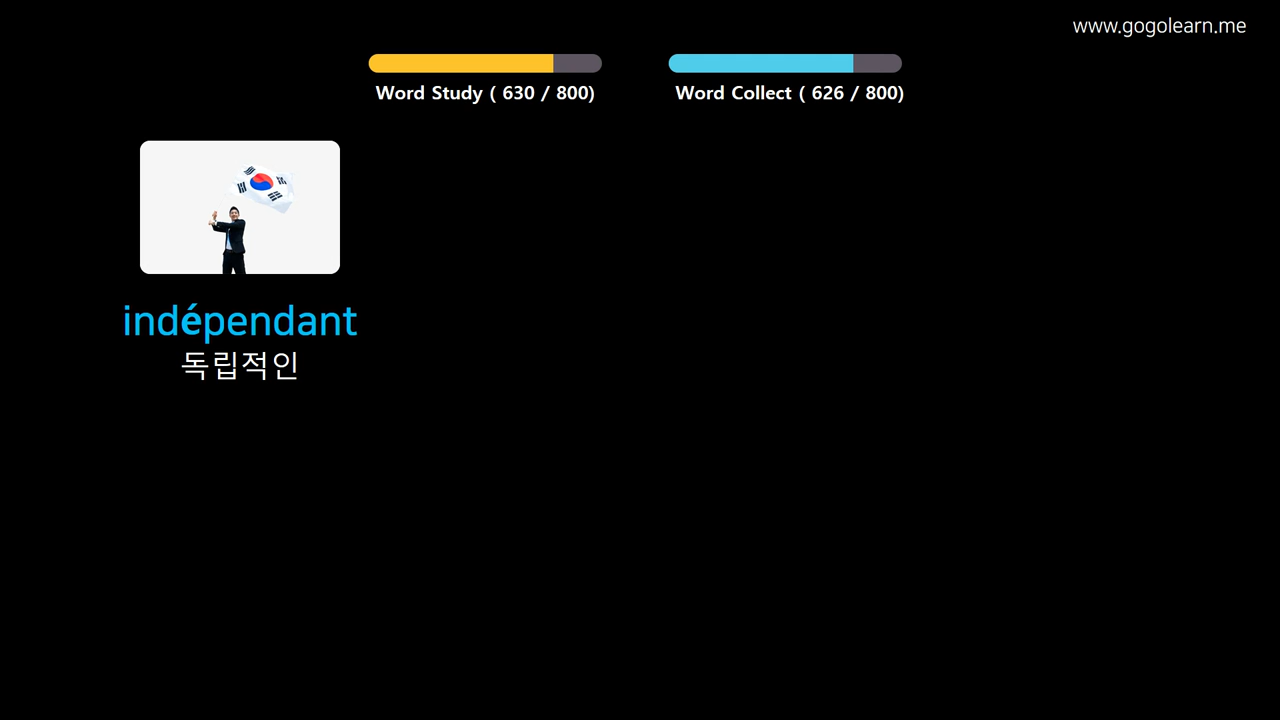 www.gogolearn.me
Word Study ( 630 / 800)
Word Collect ( 626 / 800)
indépendant
독립적인